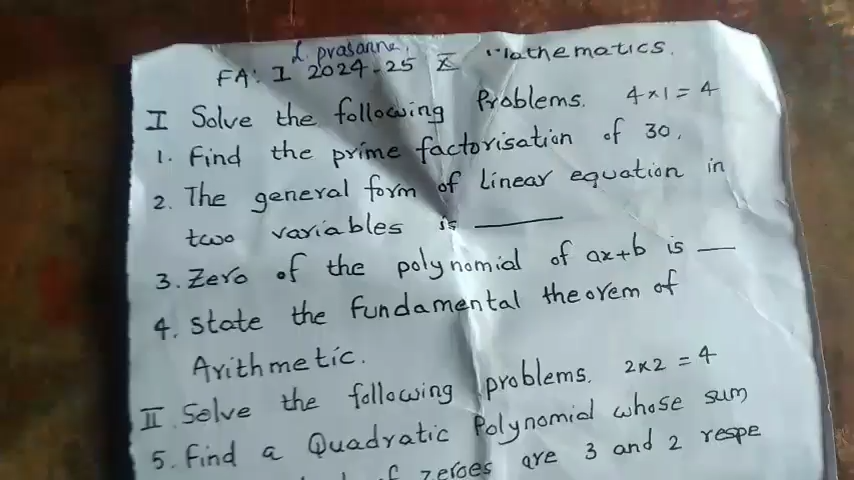 d. prasanna.
FA: I 2024-25 X Mathematics.
I Solve the following Problems. 4×1=4
1. Find the prime factorisation of 30.
2. The general form of linear equation in
two variables is ———
3. Zero of the polynomial of ax+b is —
4. State the fundamental theorem of
Arithmetic.
II Solve the following problems. 2×2=4
5. Find a Quadratic Polynomial whose sum
of zeroes are 3 and 2 respe